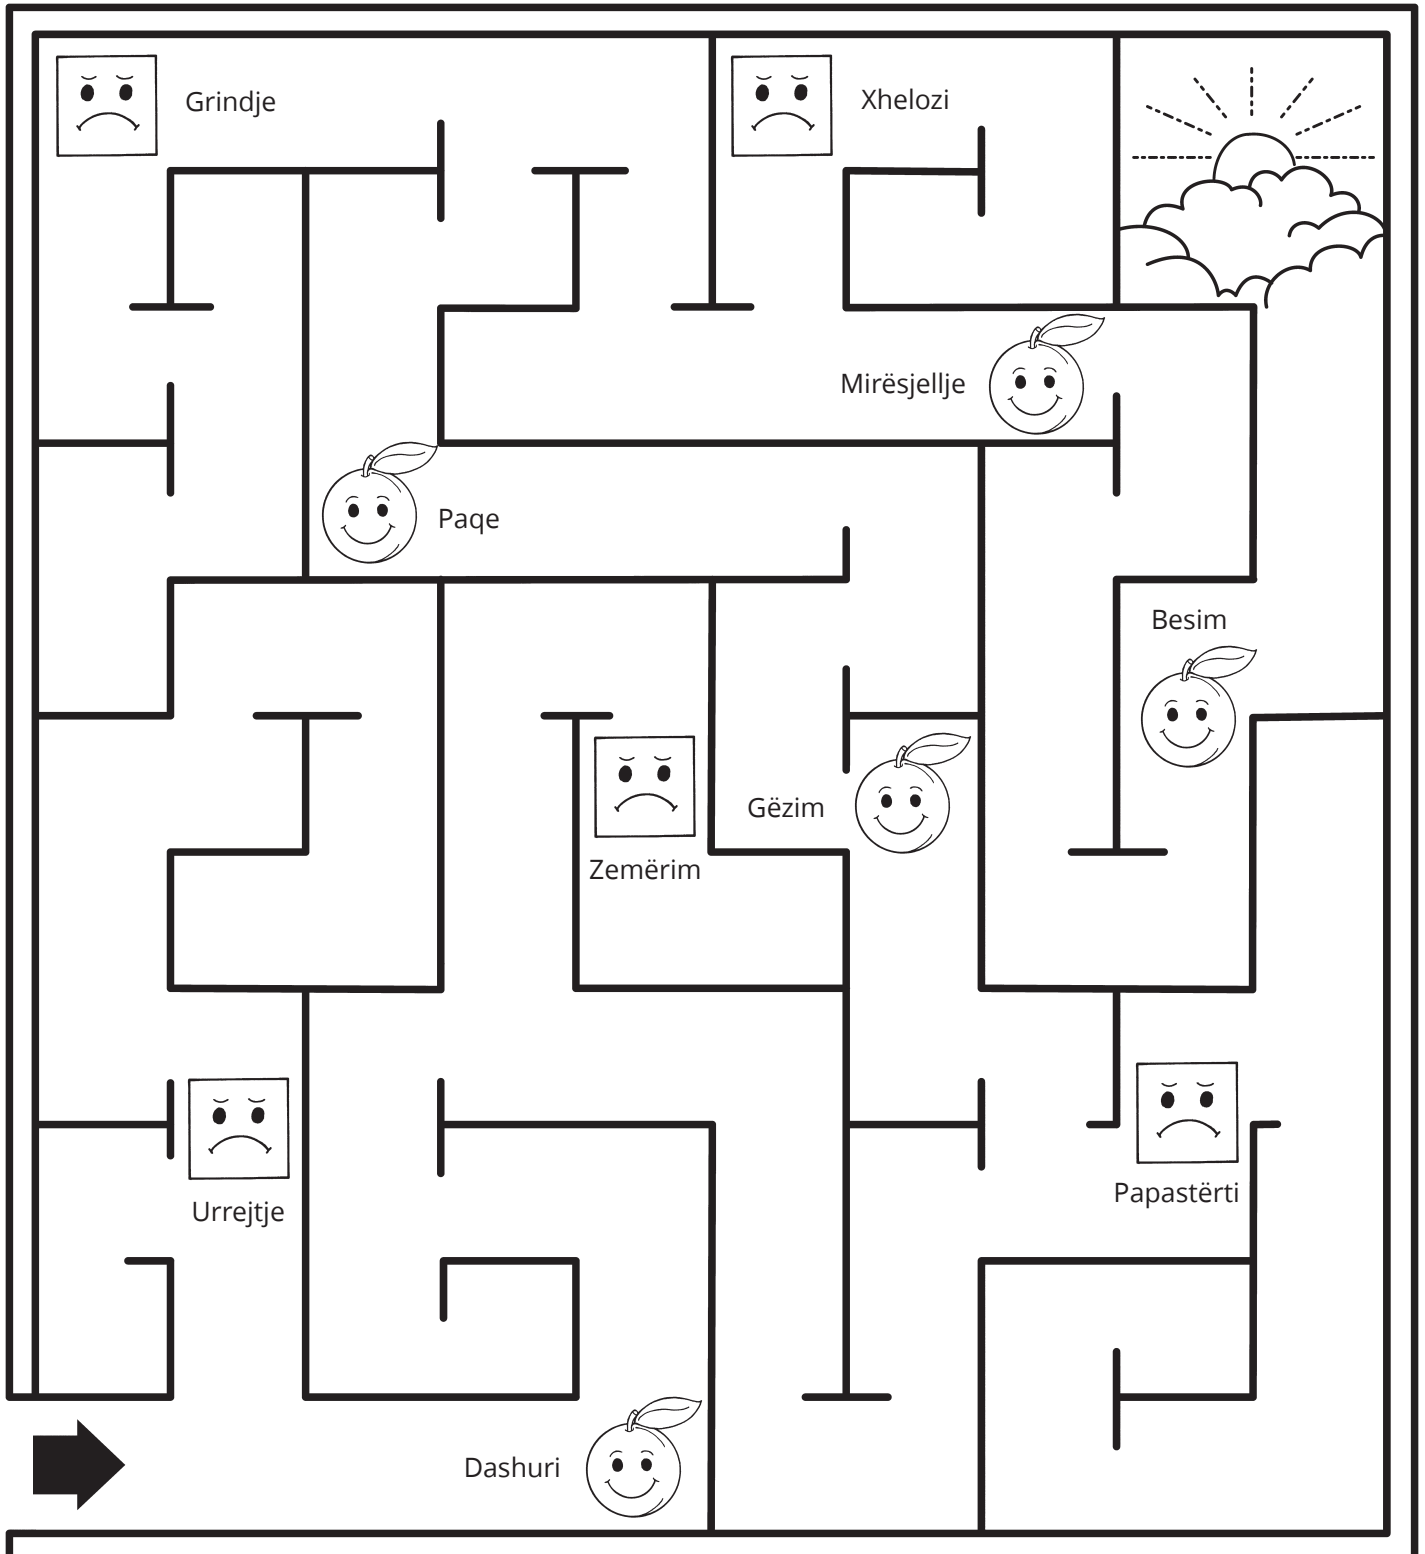 Grindje
Xhelozi
Mirësjellje
Paqe
Besim
Gëzim
Zemërim
Papastërti
Urrejtje
Dashuri